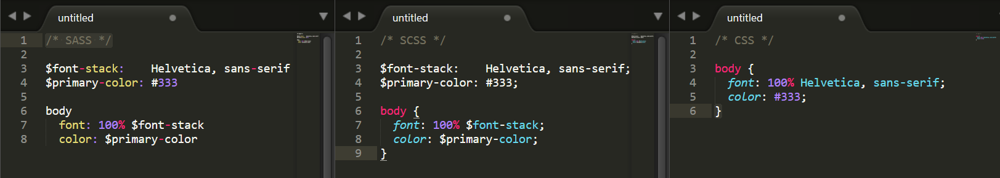 untitled
1 /* SASS */
2
3 $font-stack:    Helvetica, sans-serif
4 $primary-color: #333
5
6 body
7   font: 100% $font-stack
8   color: $primary-color
untitled
1 /* SCSS */
2
3 $font-stack:    Helvetica, sans-serif;
4 $primary-color: #333;
5
6 body {
7   font: 100% $font-stack;
8   color: $primary-color;
9 }
untitled
1 /* CSS */
2
3 body {
4   font: 100% Helvetica, sans-serif;
5   color: #333;
6 }